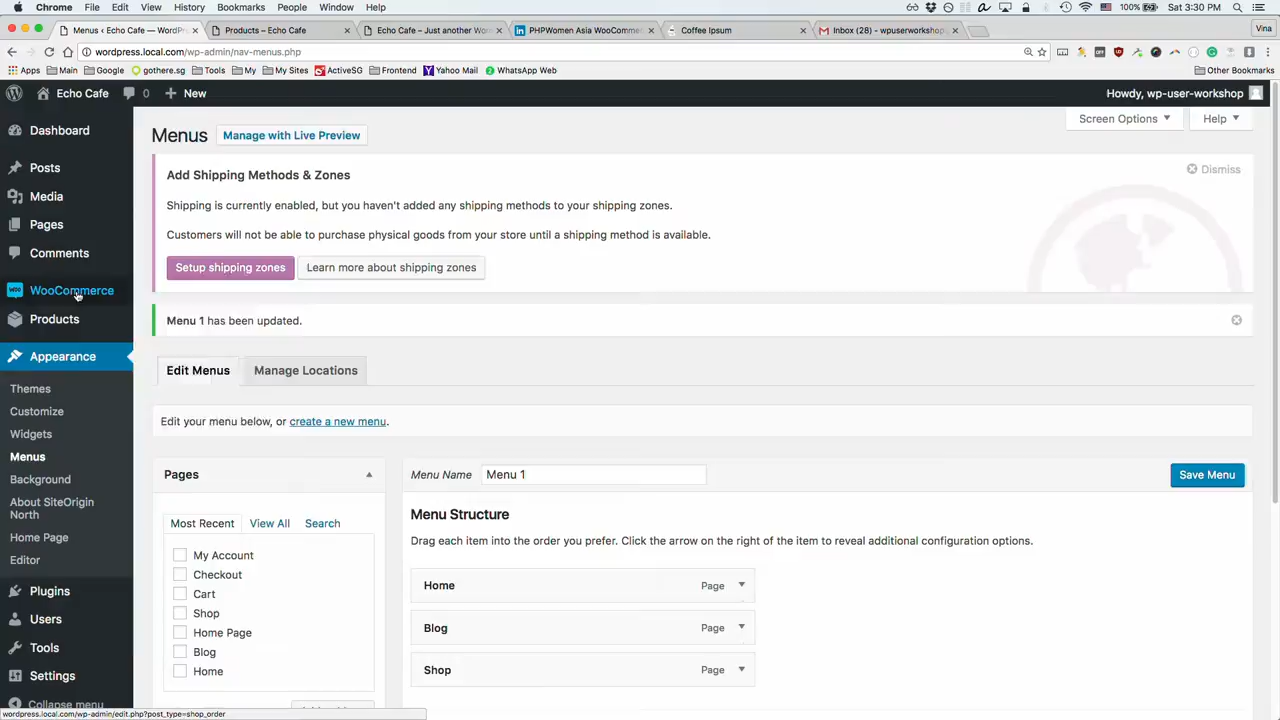 Chrome File Edit View History Bookmarks People Window Help 100% Sat 3:30 PM
Menus ‹ Echo Cafe — WordPr Products – Echo Cafe Echo Cafe – Just another Wor PHPWomen Asia WooComme Coffee Ipsum Inbox (28) - wpuserworkshop Vina
wordpress.local.com/wp-admin/nav-menus.php
Apps Main Google gothere.sg Tools My My Sites ActiveSG Frontend Yahoo Mail WhatsApp Web Other Bookmarks
Echo Cafe 0 New Howdy, wp-user-workshop
Dashboard
Posts
Media
Pages
Comments
WooCommerce
Products
Appearance
Themes
Customize
Widgets
Menus
Background
About SiteOrigin
North
Home Page
Editor
Plugins
Users
Tools
Settings
Collapse menu
Screen Options Help
Menus Manage with Live Preview
Add Shipping Methods & Zones Dismiss
Shipping is currently enabled, but you haven't added any shipping methods to your shipping zones.
Customers will not be able to purchase physical goods from your store until a shipping method is available.
Setup shipping zones Learn more about shipping zones
Menu 1 has been updated.
Edit Menus Manage Locations
Edit your menu below, or create a new menu.
Pages
Most Recent View All Search
My Account
Checkout
Cart
Shop
Home Page
Blog
Home
Menu Name Menu 1 Save Menu
Menu Structure
Drag each item into the order you prefer. Click the arrow on the right of the item to reveal additional configuration options.
Home Page
Blog Page
Shop Page
wordpress.local.com/wp-admin/edit.php?post_type=shop_order